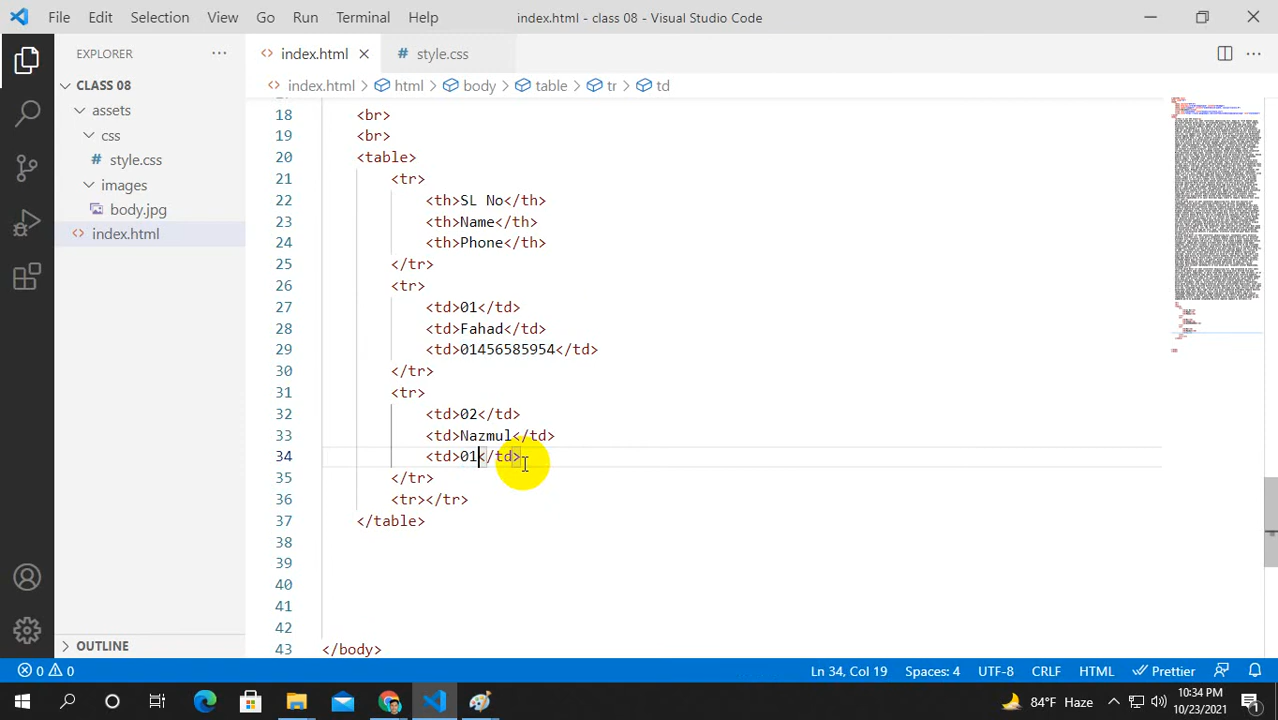 File Edit Selection View Go Run Terminal Help index.html - class 08 - Visual Studio Code
EXPLORER ··· <> index.html × # style.css ···
CLASS 08 <> index.html > html > body > table > tr > td
assets
css
# style.css
images
body.jpg
<> index.html
18 <br>
19 <br>
20 <table>
21 <tr>
22 <th>SL No</th>
23 <th>Name</th>
24 <th>Phone</th>
25 </tr>
26 <tr>
27 <td>01</td>
28 <td>Fahad</td>
29 <td>01456585954</td>
30 </tr>
31 <tr>
32 <td>02</td>
33 <td>Nazmul</td>
34 <td>01</td>
35 </tr>
36 <tr></tr>
37 </table>
38
39
40
41
42
43 </body>
OUTLINE
0 0 Ln 34, Col 19 Spaces: 4 UTF-8 CRLF HTML Prettier
84°F Haze 10:34 PM
10/23/2021 1